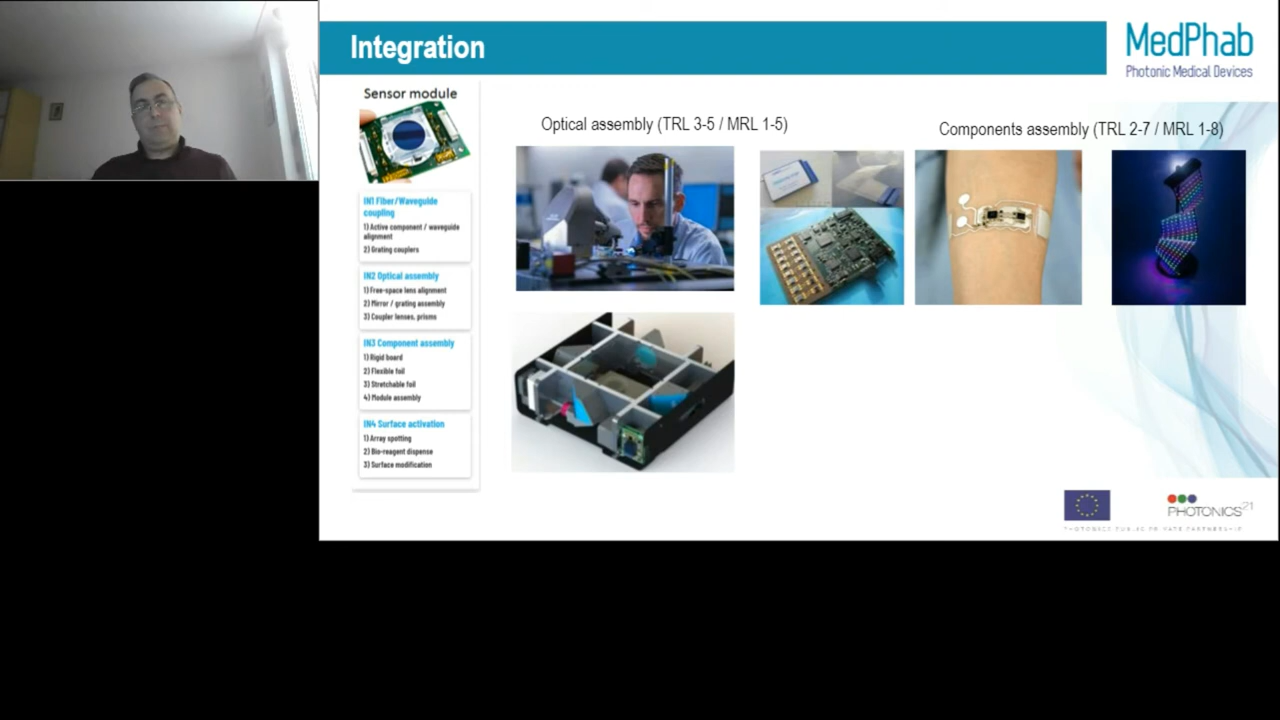 Integration
MedPhab
Photonic Medical Devices
Sensor module
IN1 Fiber/Waveguide
coupling
1) Active component / waveguide
alignment
2) Grating couplers
IN2 Optical assembly
1) Free-space lens alignment
2) Mirror / grating assembly
3) Coupler lenses, prisms
IN3 Component assembly
1) Rigid board
2) Flexible foil
3) Stretchable foil
4) Module assembly
IN4 Surface activation
1) Array spotting
2) Bio-reagent dispense
3) Surface modification
Optical assembly (TRL 3-5 / MRL 1-5)
Components assembly (TRL 2-7 / MRL 1-8)
PHOTONICS21
PHOTONICS PUBLIC PRIVATE PARTNERSHIP